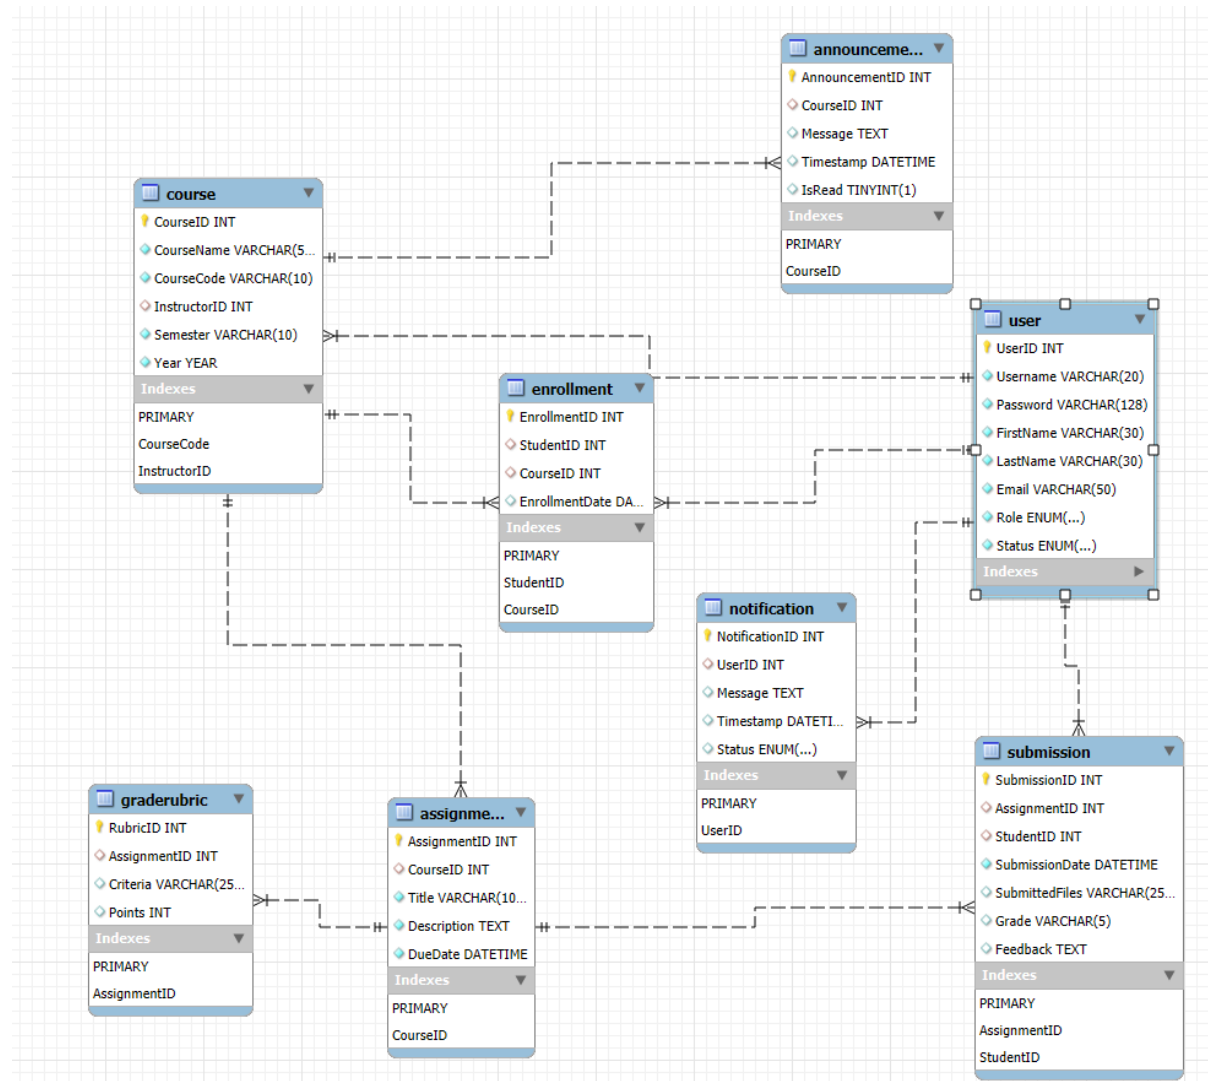 announceme...
AnnouncementID INT
CourseID INT
Message TEXT
Timestamp DATETIME
IsRead TINYINT(1)
Indexes
PRIMARY
CourseID
course
CourseID INT
CourseName VARCHAR(5...
CourseCode VARCHAR(10)
InstructorID INT
Semester VARCHAR(10)
Year YEAR
Indexes
PRIMARY
CourseCode
InstructorID
user
UserID INT
Username VARCHAR(20)
Password VARCHAR(128)
FirstName VARCHAR(30)
LastName VARCHAR(30)
Email VARCHAR(50)
Role ENUM(...)
Status ENUM(...)
Indexes
enrollment
EnrollmentID INT
StudentID INT
CourseID INT
EnrollmentDate DA...
Indexes
PRIMARY
StudentID
CourseID
notification
NotificationID INT
UserID INT
Message TEXT
Timestamp DATETI...
Status ENUM(...)
Indexes
PRIMARY
UserID
submission
SubmissionID INT
AssignmentID INT
StudentID INT
SubmissionDate DATETIME
SubmittedFiles VARCHAR(25...
Grade VARCHAR(5)
Feedback TEXT
Indexes
PRIMARY
AssignmentID
StudentID
graderubric
RubricID INT
AssignmentID INT
Criteria VARCHAR(25...
Points INT
Indexes
PRIMARY
AssignmentID
assignme...
AssignmentID INT
CourseID INT
Title VARCHAR(10...
Description TEXT
DueDate DATETIME
Indexes
PRIMARY
CourseID